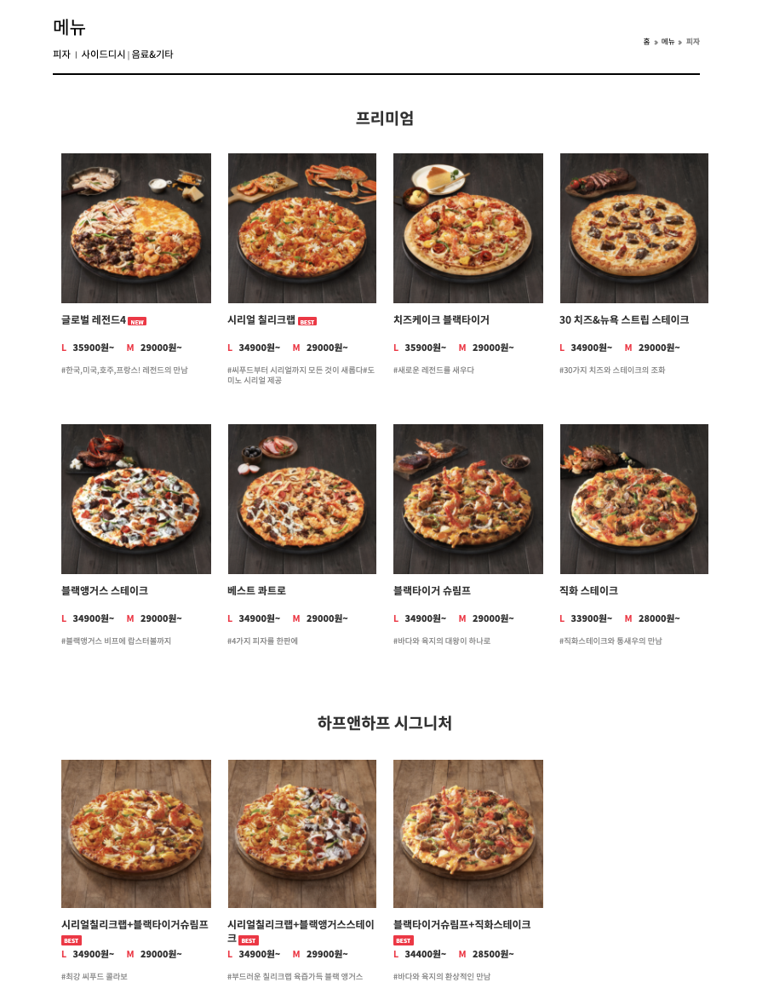 메뉴
피자 | 사이드디시 | 음료&기타
홈 » 메뉴 » 피자
프리미엄
글로벌 레전드4 NEW
L 35900원~ M 29000원~
#한국,미국,호주,프랑스! 레전드의 만남
시리얼 칠리크랩 BEST
L 34900원~ M 29000원~
#씨푸드부터 시리얼까지 모든 것이 새롭다#도
미노 시리얼 제공
치즈케이크 블랙타이거
L 35900원~ M 29000원~
#새로운 레전드를 새우다
30 치즈&뉴욕 스트립 스테이크
L 34900원~ M 29000원~
#30가지 치즈와 스테이크의 조화
블랙앵거스 스테이크
L 34900원~ M 29000원~
#블랙앵거스 비프에 랍스터볼까지
베스트 콰트로
L 34900원~ M 29000원~
#4가지 피자를 한판에
블랙타이거 슈림프
L 34900원~ M 29000원~
#바다와 육지의 대왕이 하나로
직화 스테이크
L 33900원~ M 28000원~
#직화스테이크와 통새우의 만남
하프앤하프 시그니처
시리얼칠리크랩+블랙타이거슈림프
BEST
L 34900원~ M 29000원~
#최강 씨푸드 콜라보
시리얼칠리크랩+블랙앵거스스테이
크 BEST
L 34900원~ M 29900원~
#부드러운 칠리크랩 육즙가득 블랙 앵거스
블랙타이거슈림프+직화스테이크
BEST
L 34400원~ M 28500원~
#바다와 육지의 환상적인 만남